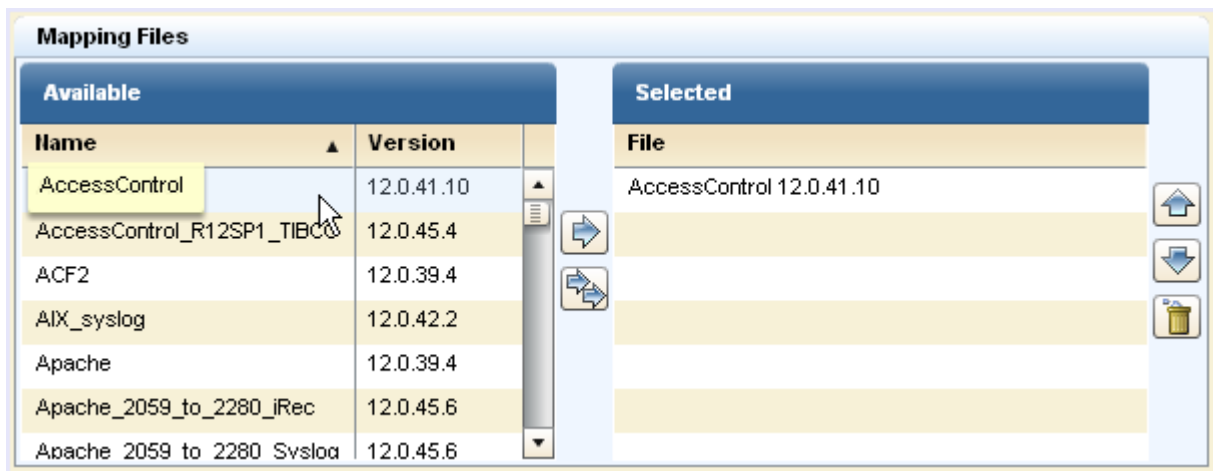 Mapping Files
Available
Selected
Name Version
File
AccessControl 12.0.41.10
AccessControl 12.0.41.10
AccessControl_R12SP1_TIBCO 12.0.45.4
ACF2 12.0.39.4
AIX_syslog 12.0.42.2
Apache 12.0.39.4
Apache_2059_to_2280_iRec 12.0.45.6
Apache_2059_to_2280_Syslog 12.0.45.6